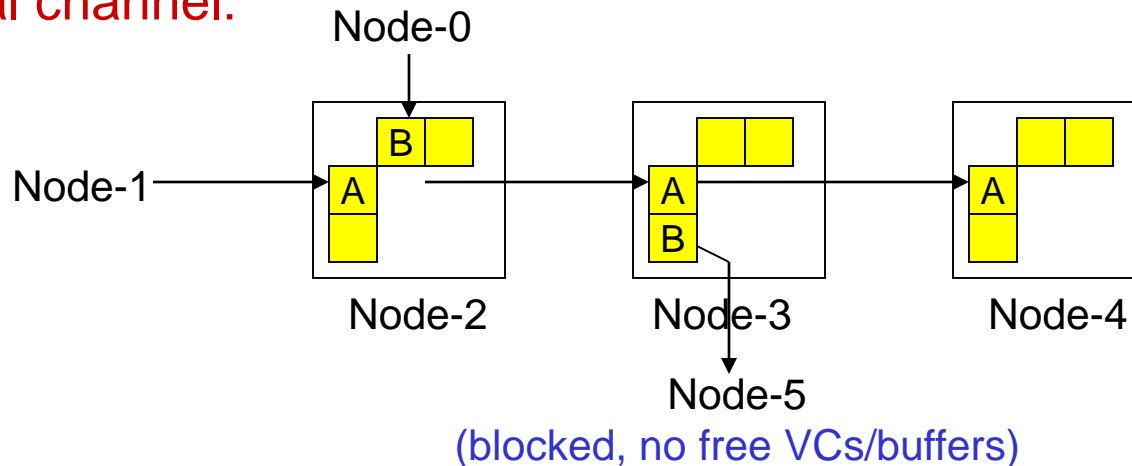 al channel.
Node-0
B
Node-1
A
A
A
B
Node-2
Node-3
Node-4
Node-5
(blocked, no free VCs/buffers)